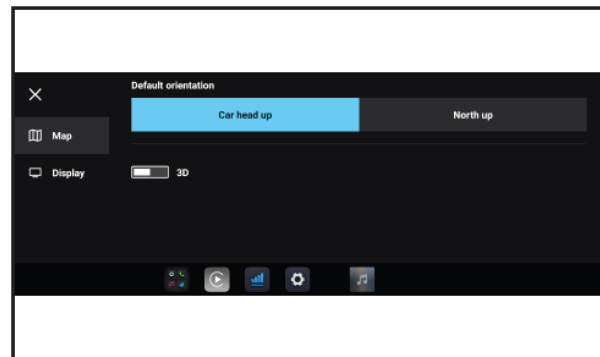 Default orientation
Car head up
North up
Map
Display
3D